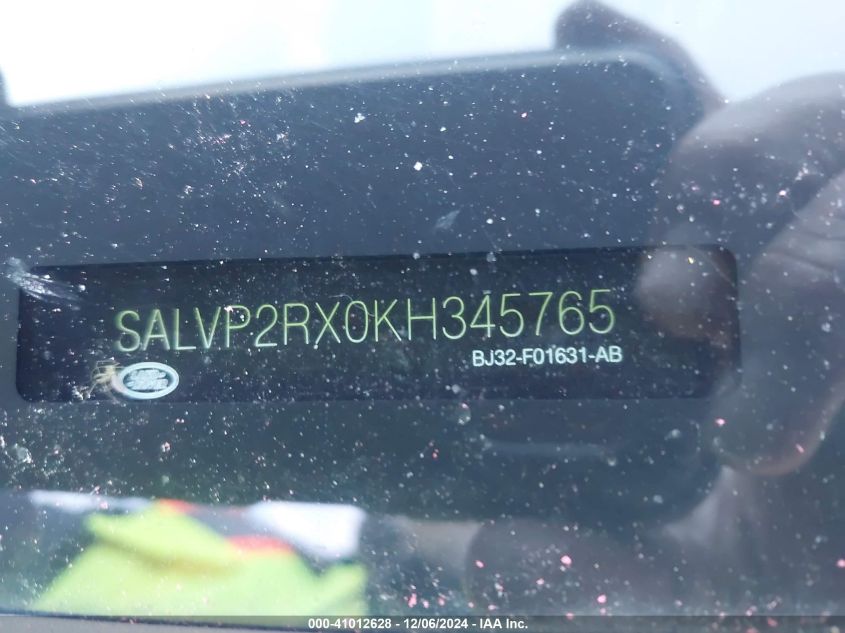 SALVP2RX0KH345765
BJ32-F01631-AB
000-41012628 - 12/06/2024 - IAA Inc.